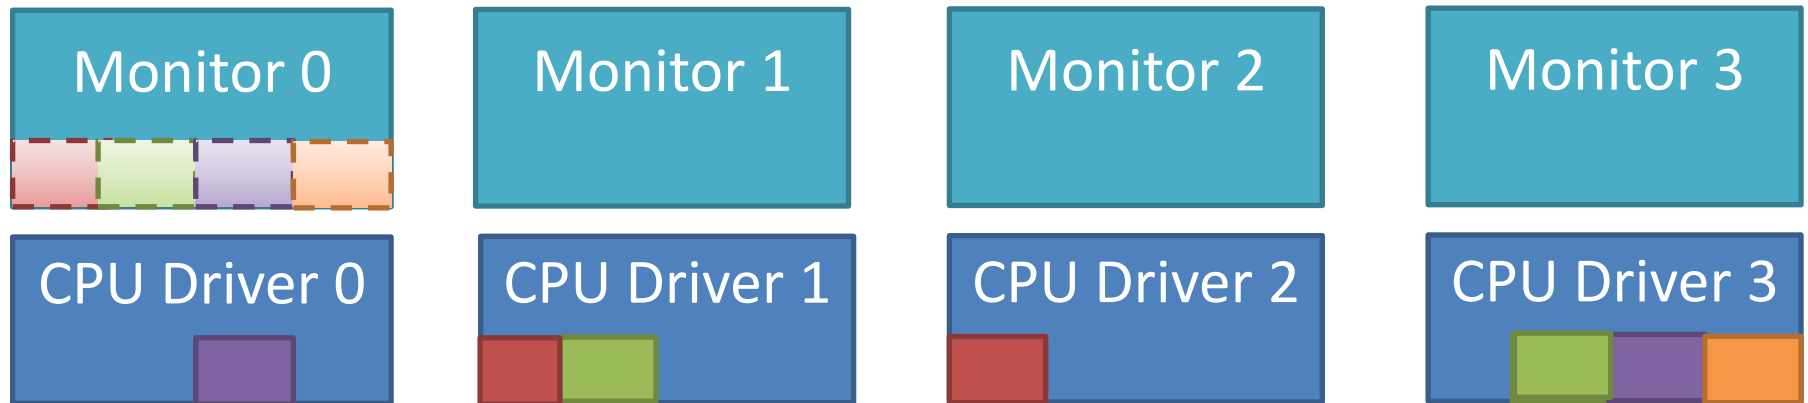 Monitor 0
Monitor 1
Monitor 2
Monitor 3
CPU Driver 0
CPU Driver 1
CPU Driver 2
CPU Driver 3